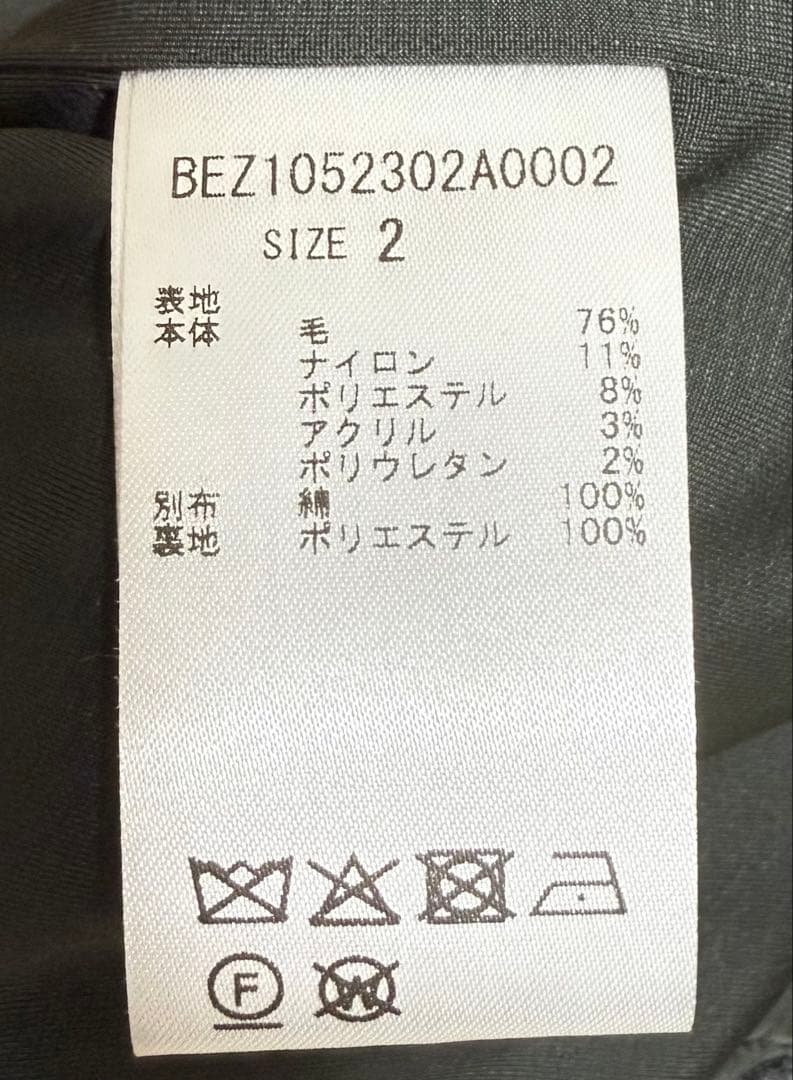 BEZ1052302A0002
SIZE 2
表地
本体 毛 76%
ナイロン 11%
ポリエステル 8%
アクリル 3%
ポリウレタン 2%
別布 綿 100%
裏地 ポリエステル 100%
F
W